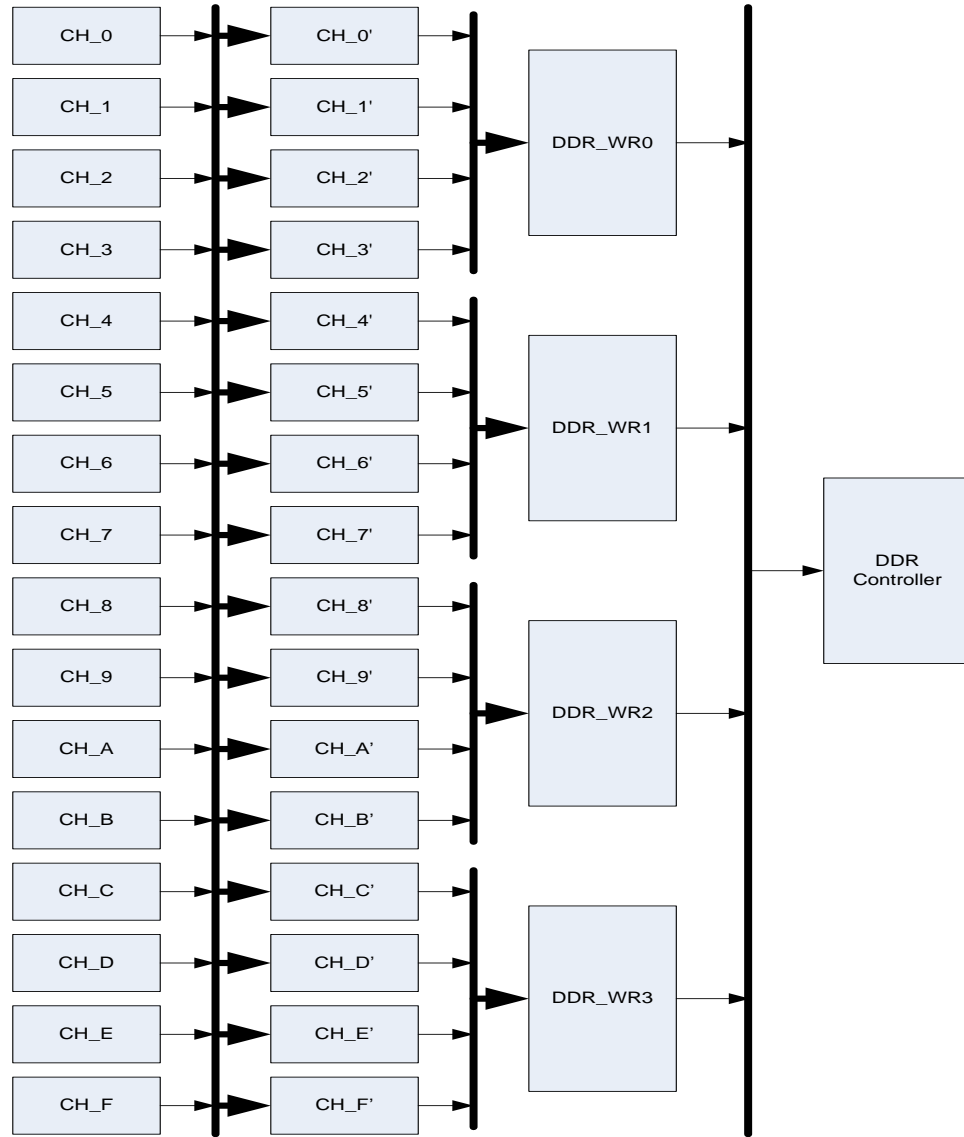 CH_0
CH_0'
CH_1
CH_1'
DDR_WR0
CH_2
CH_2'
CH_3
CH_3'
CH_4
CH_4'
CH_5
CH_5'
DDR_WR1
CH_6
CH_6'
CH_7
CH_7'
DDR
Controller
CH_8
CH_8'
CH_9
CH_9'
DDR_WR2
CH_A
CH_A’
CH_B
CH_B’
CH_C
CH_C’
CH_D
CH_D’
DDR_WR3
CH_E
CH_E’
CH_F
CH_F’